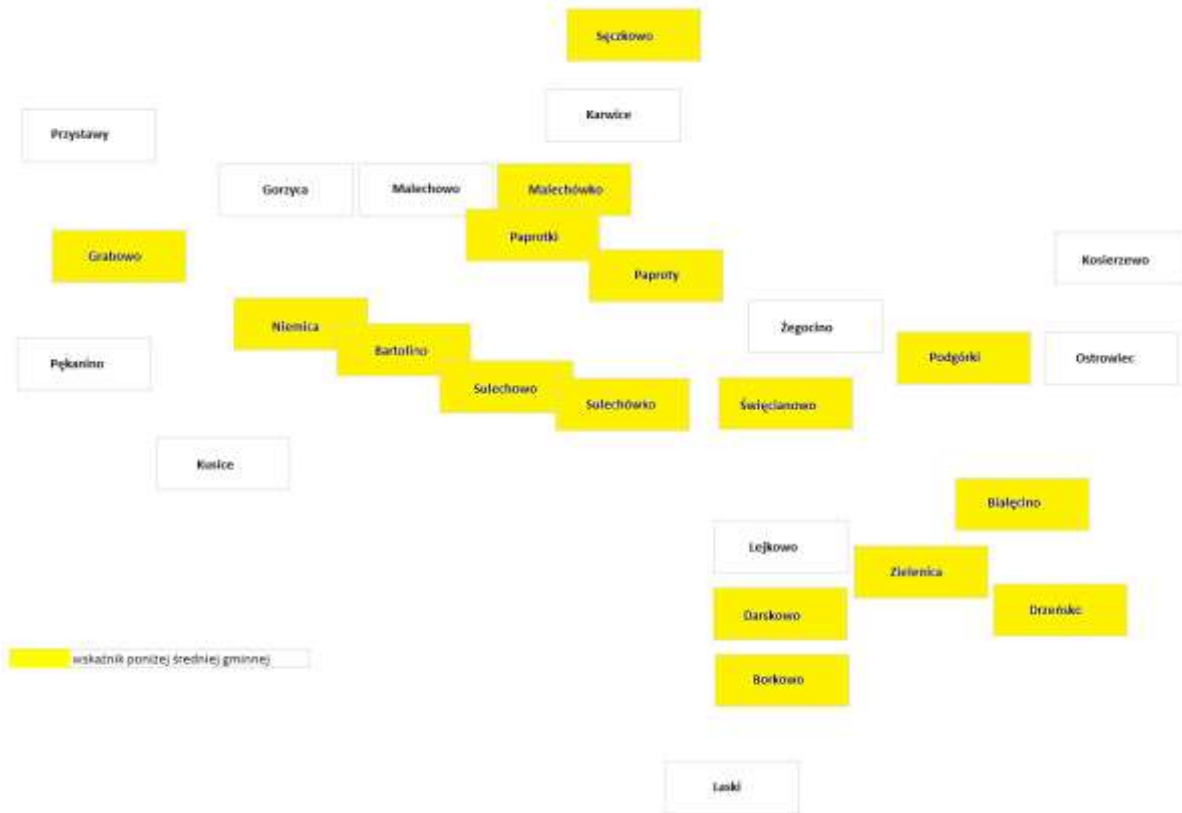 Sęczkowo
Karwice
Przystawy
Gorzyca
Malechowo
Malechówko
Paprotki
Grabowo
Paproty
Kosierzewo
Niemica
Żegocino
Bartolino
Pękanino
Podgórki
Ostrowiec
Sulechowo
Sulechówko
Święcianowo
Kusice
Białęcino
Lejkowo
Zielenica
Darskowo
Drzeńsko
wskaźnik poniżej średniej gminnej
Borkowo
Laski